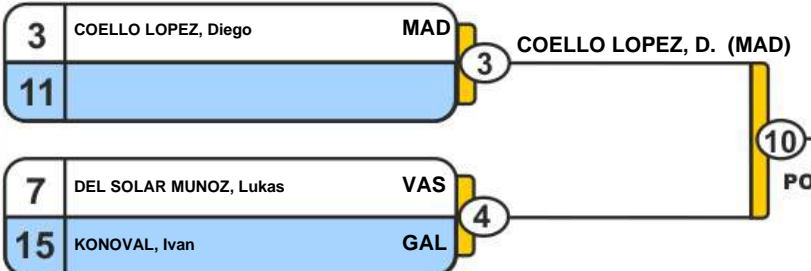 3 COELLO LOPEZ, Diego MAD
3 COELLO LOPEZ, D. (MAD)
11
10
7 DEL SOLAR MUNOZ, Lukas VAS
PO
4
15 KONOVAL, Ivan GAL